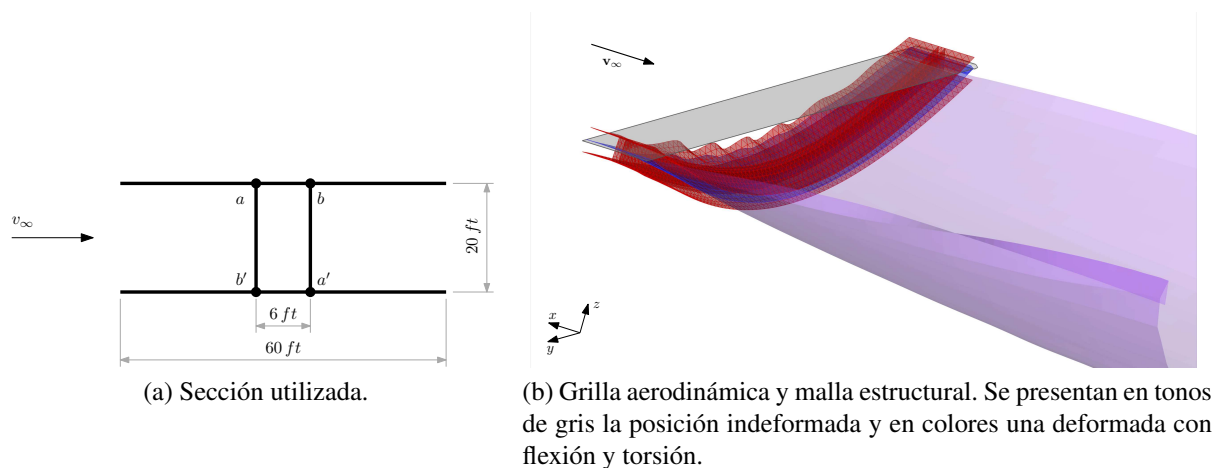 v∞
a
b
b′
a′
20 ft
6 ft
60 ft
(a) Sección utilizada.
v∞
x
y
z
(b) Grilla aerodinámica y malla estructural. Se presentan en tonos
de gris la posición indeformada y en colores una deformada con
flexión y torsión.